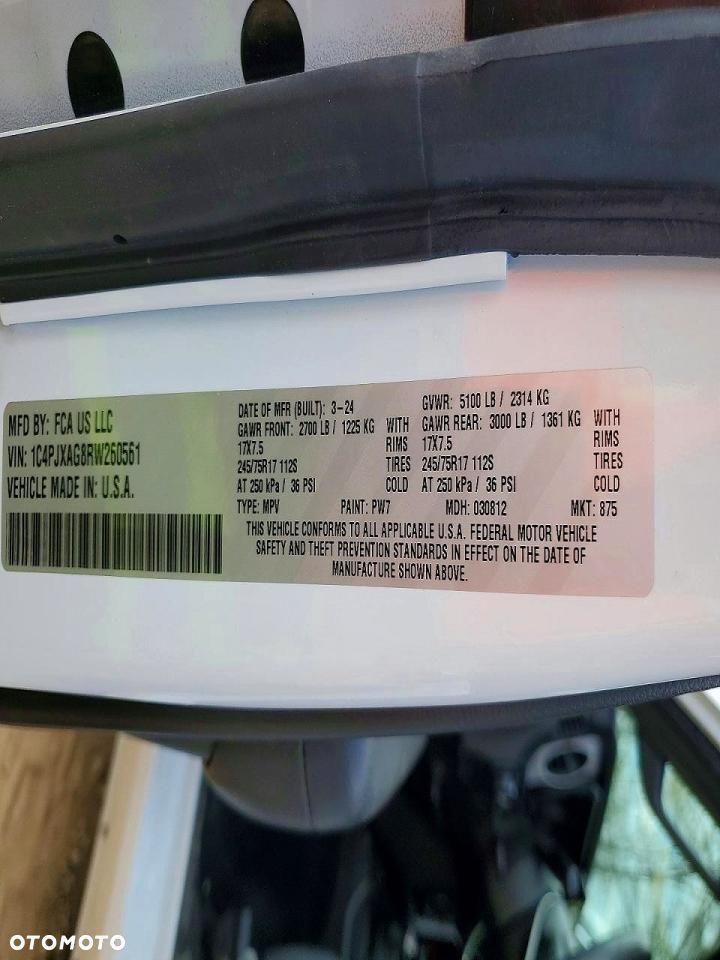 MFD BY: FCA US LLC
VIN: 1C4PJXAG8RW260561
VEHICLE MADE IN: U.S.A.
DATE OF MFR (BUILT): 3-24 GVWR: 5100 LB / 2314 KG
GAWR FRONT: 2700 LB / 1225 KG WITH GAWR REAR: 3000 LB / 1361 KG WITH
17X7.5 RIMS 17X7.5 RIMS
245/75R17 112S TIRES 245/75R17 112S TIRES
AT 250 kPa / 36 PSI COLD AT 250 kPa / 36 PSI COLD
TYPE: MPV PAINT: PW7 MDH: 030812 MKT: 875
THIS VEHICLE CONFORMS TO ALL APPLICABLE U.S.A. FEDERAL MOTOR VEHICLE
SAFETY AND THEFT PREVENTION STANDARDS IN EFFECT ON THE DATE OF
MANUFACTURE SHOWN ABOVE.
OTOMOTO